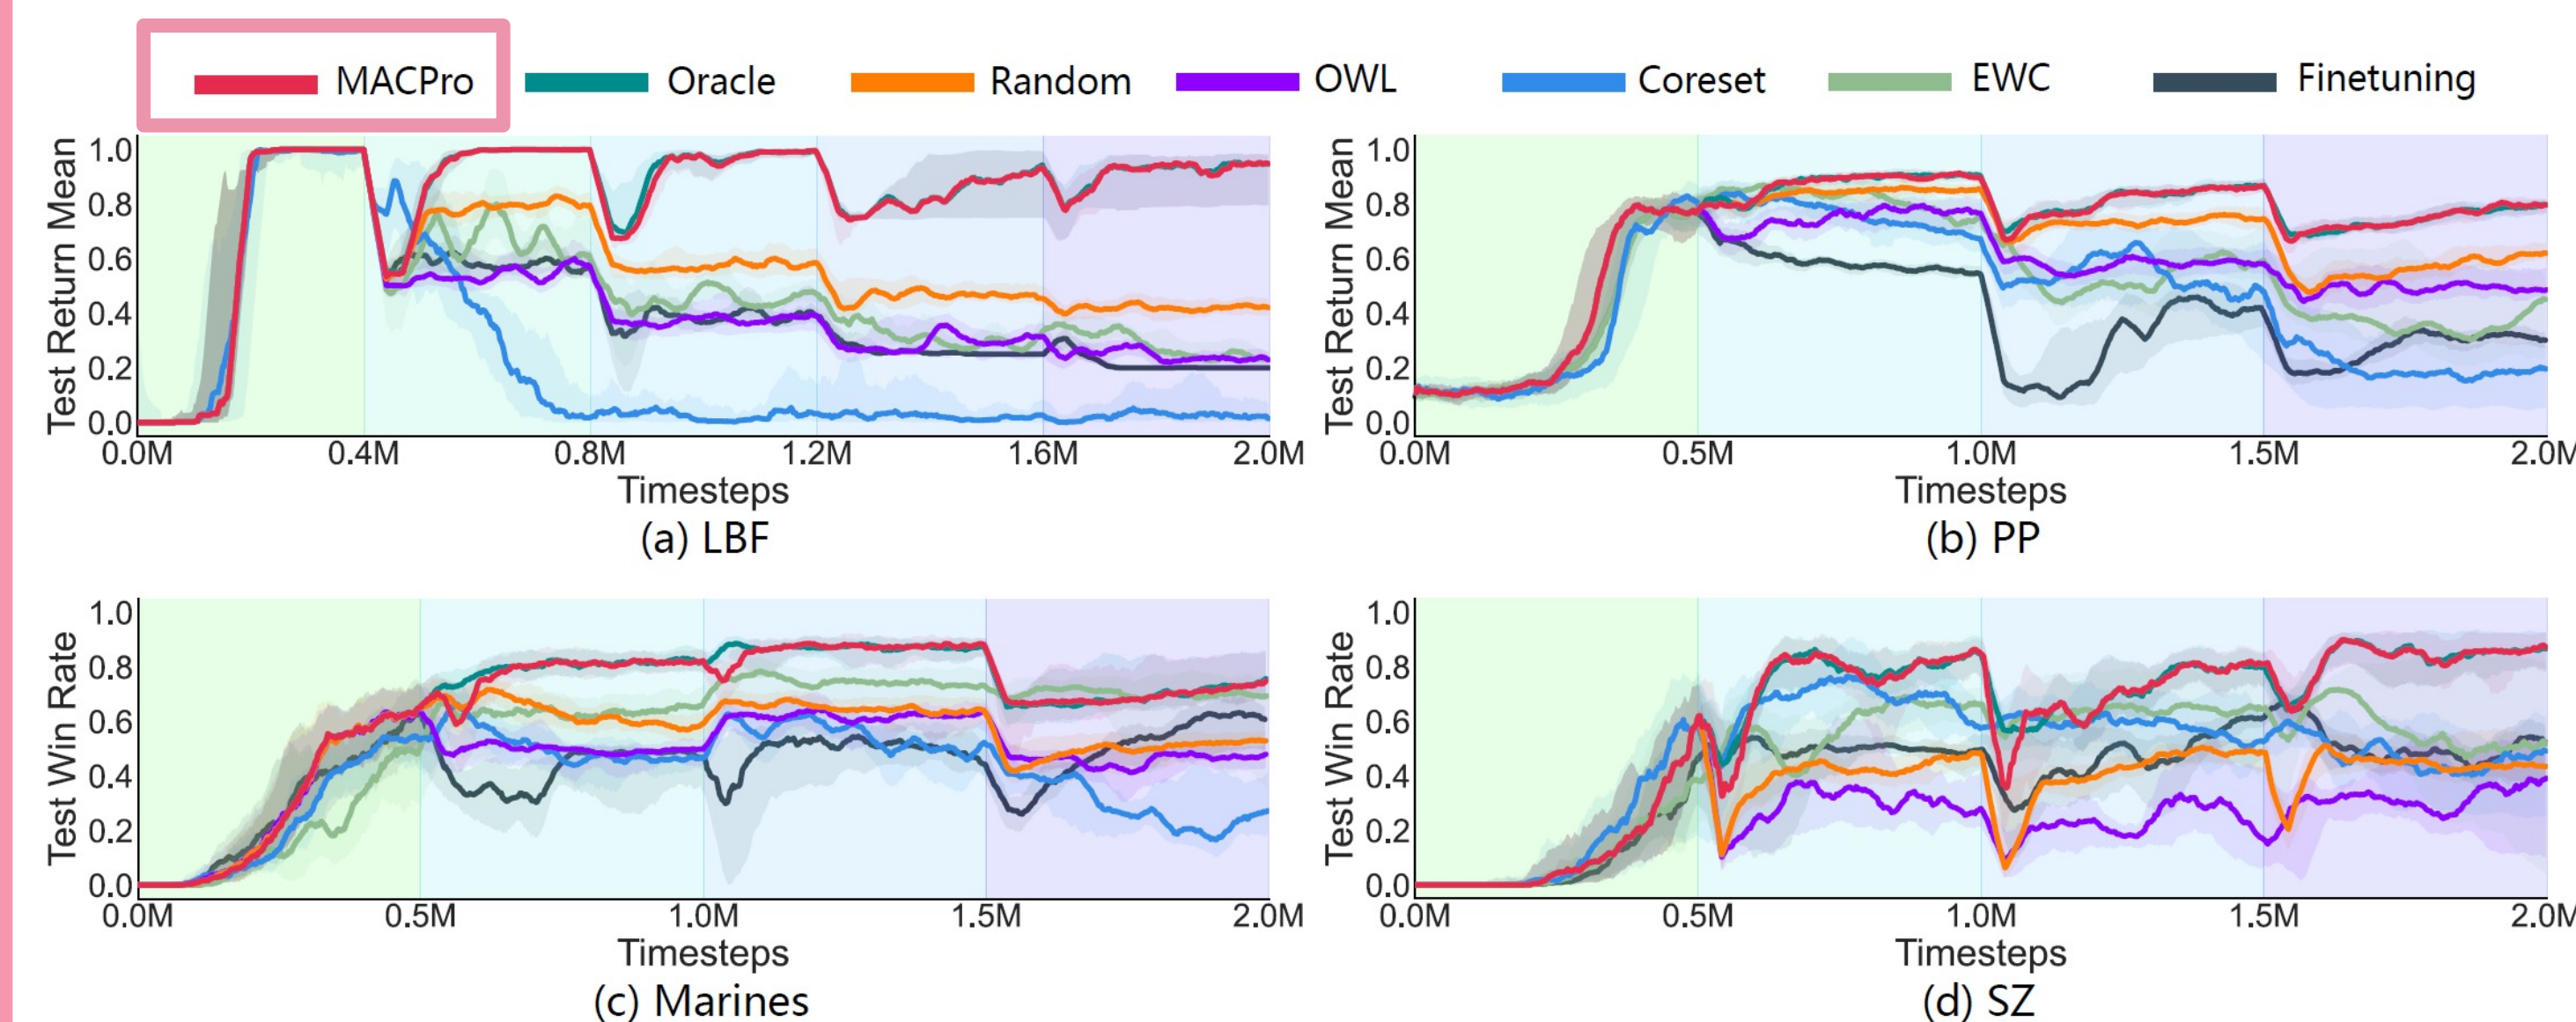 MACPro Oracle Random OWL Coreset EWC Finetuning
Test Return Mean
1.0
0.8
0.6
0.4
0.2
0.0
0.0M 0.4M 0.8M 1.2M 1.6M 2.0M
Timesteps
(a) LBF
Test Return Mean
1.0
0.8
0.6
0.4
0.2
0.0
0.0M 0.5M 1.0M 1.5M 2.0M
Timesteps
(b) PP
Test Win Rate
1.0
0.8
0.6
0.4
0.2
0.0
0.0M 0.5M 1.0M 1.5M 2.0M
Timesteps
(c) Marines
Test Win Rate
1.0
0.8
0.6
0.4
0.2
0.0
0.0M 0.5M 1.0M 1.5M 2.0M
Timesteps
(d) SZ